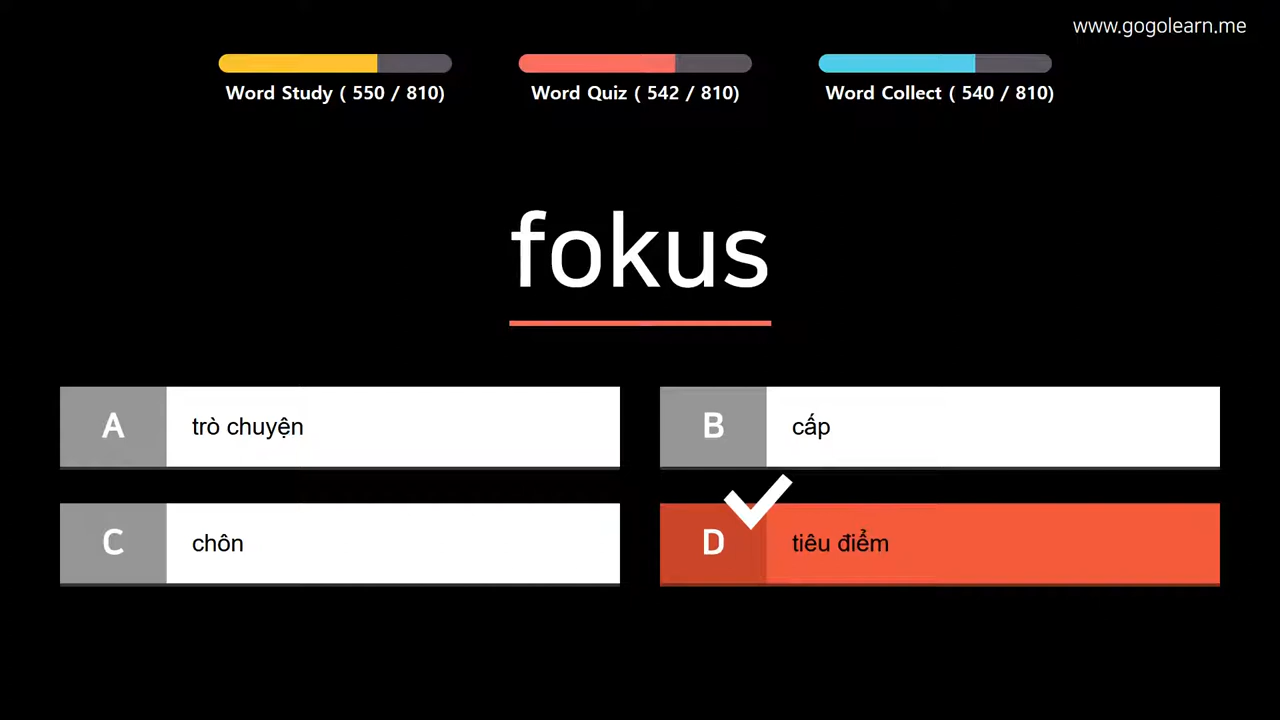 www.gogolearn.me
Word Study ( 550 / 810)
Word Quiz ( 542 / 810)
Word Collect ( 540 / 810)
fokus
A trò chuyện
B cấp
C chôn
D tiêu điểm